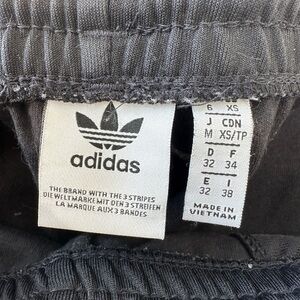 adidas
THE BRAND WITH THE 3 STRIPES
DIE WELTMARKE MIT DEN 3 STREIFEN
LA MARQUE AUX 3 BANDES
6 XS
J CDN
M XS/TP
D F
32 34
E I
32 38
MADE IN
VIETNAM